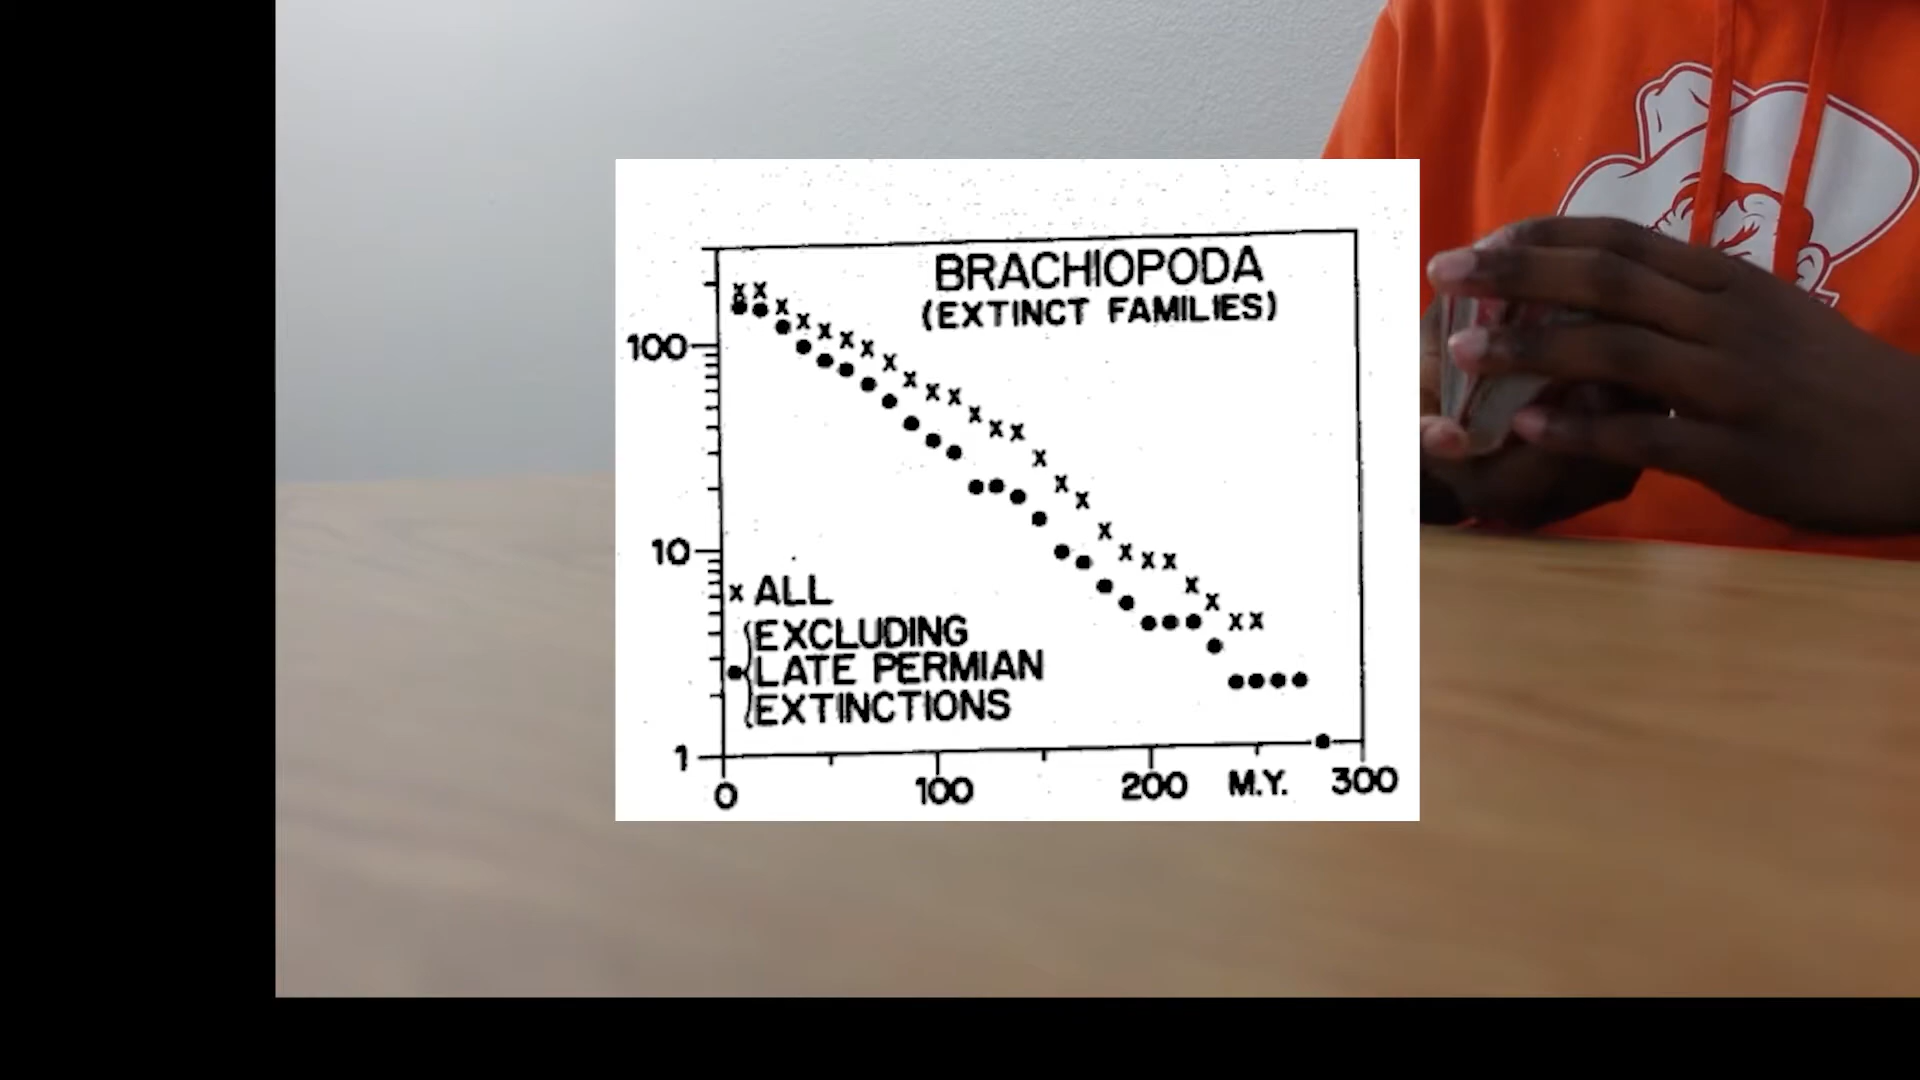 BRACHIOPODA
(EXTINCT FAMILIES)
100
10
x ALL
EXCLUDING
LATE PERMIAN
EXTINCTIONS
1
0 100 200 M.Y. 300